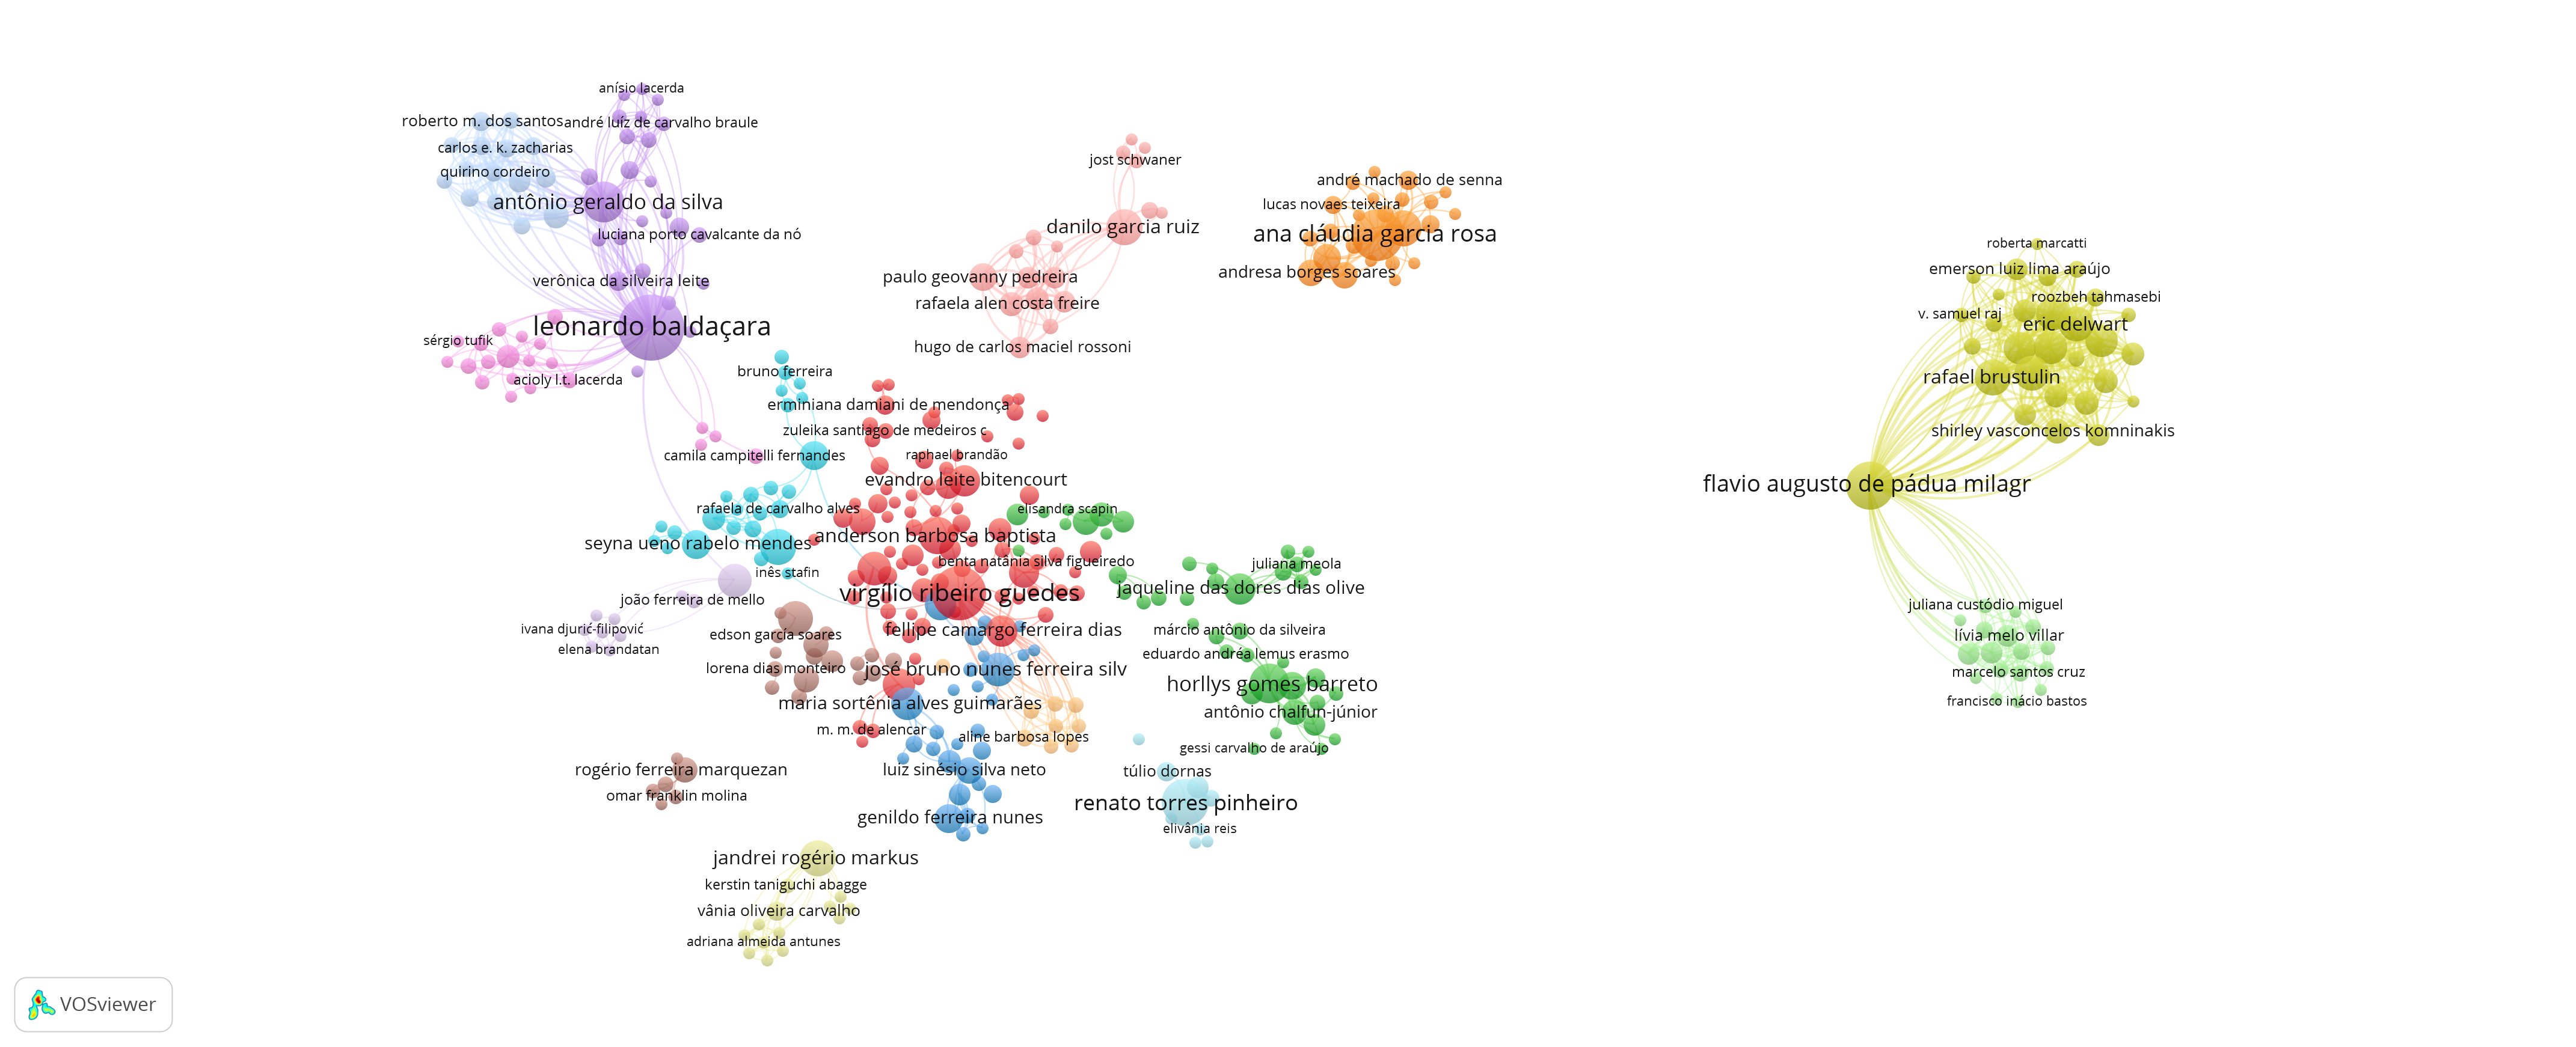 anísio lacerda
roberto m. dos santos
andré luíz de carvalho braule
carlos e. k. zacharias
quirino cordeiro
antônio geraldo da silva
luciana porto cavalcante da nó
verônica da silveira leite
leonardo baldaçara
sérgio tufik
acioly l.t. lacerda
camila campitelli fernandes
jost schwaner
danilo garcia ruiz
paulo geovanny pedreira
rafaela alen costa freire
hugo de carlos maciel rossoni
andré machado de senna
lucas novaes teixeira
ana cláudia garcia rosa
andresa borges soares
roberta marcatti
emerson luiz lima araújo
roozbeh tahmasebi
v. samuel raj
eric delwart
rafael brustulin
shirley vasconcelos komninakis
flavio augusto de pádua milagr
juliana custódio miguel
lívia melo villar
marcelo santos cruz
francisco inácio bastos
bruno ferreira
erminiana damiani de mendonça
zuleika santiago de medeiros c
raphael brandão
evandro leite bitencourt
rafaela de carvalho alves
elisandra scapin
seyna ueno rabelo mendes
anderson barbosa baptista
benta natânia silva figueiredo
inês stafin
juliana meola
jaqueline das dores dias olive
virgílio ribeiro guedes
joão ferreira de mello
ivana djurić-filipović
elena brandatan
edson garcía soares
fellipe camargo ferreira dias
márcio antônio da silveira
eduardo andréa lemus erasmo
lorena dias monteiro
josé bruno nunes ferreira silv
horllys gomes barreto
maria sortênia alves guimarães
antônio chalfun-júnior
m. m. de alencar
aline barbosa lopes
gessi carvalho de araújo
rogério ferreira marquezan
luiz sinésio silva neto
túlio dornas
omar franklin molina
renato torres pinheiro
genildo ferreira nunes
elivânia reis
jandrei rogério markus
kerstin taniguchi abagge
vânia oliveira carvalho
adriana almeida antunes
VOSviewer